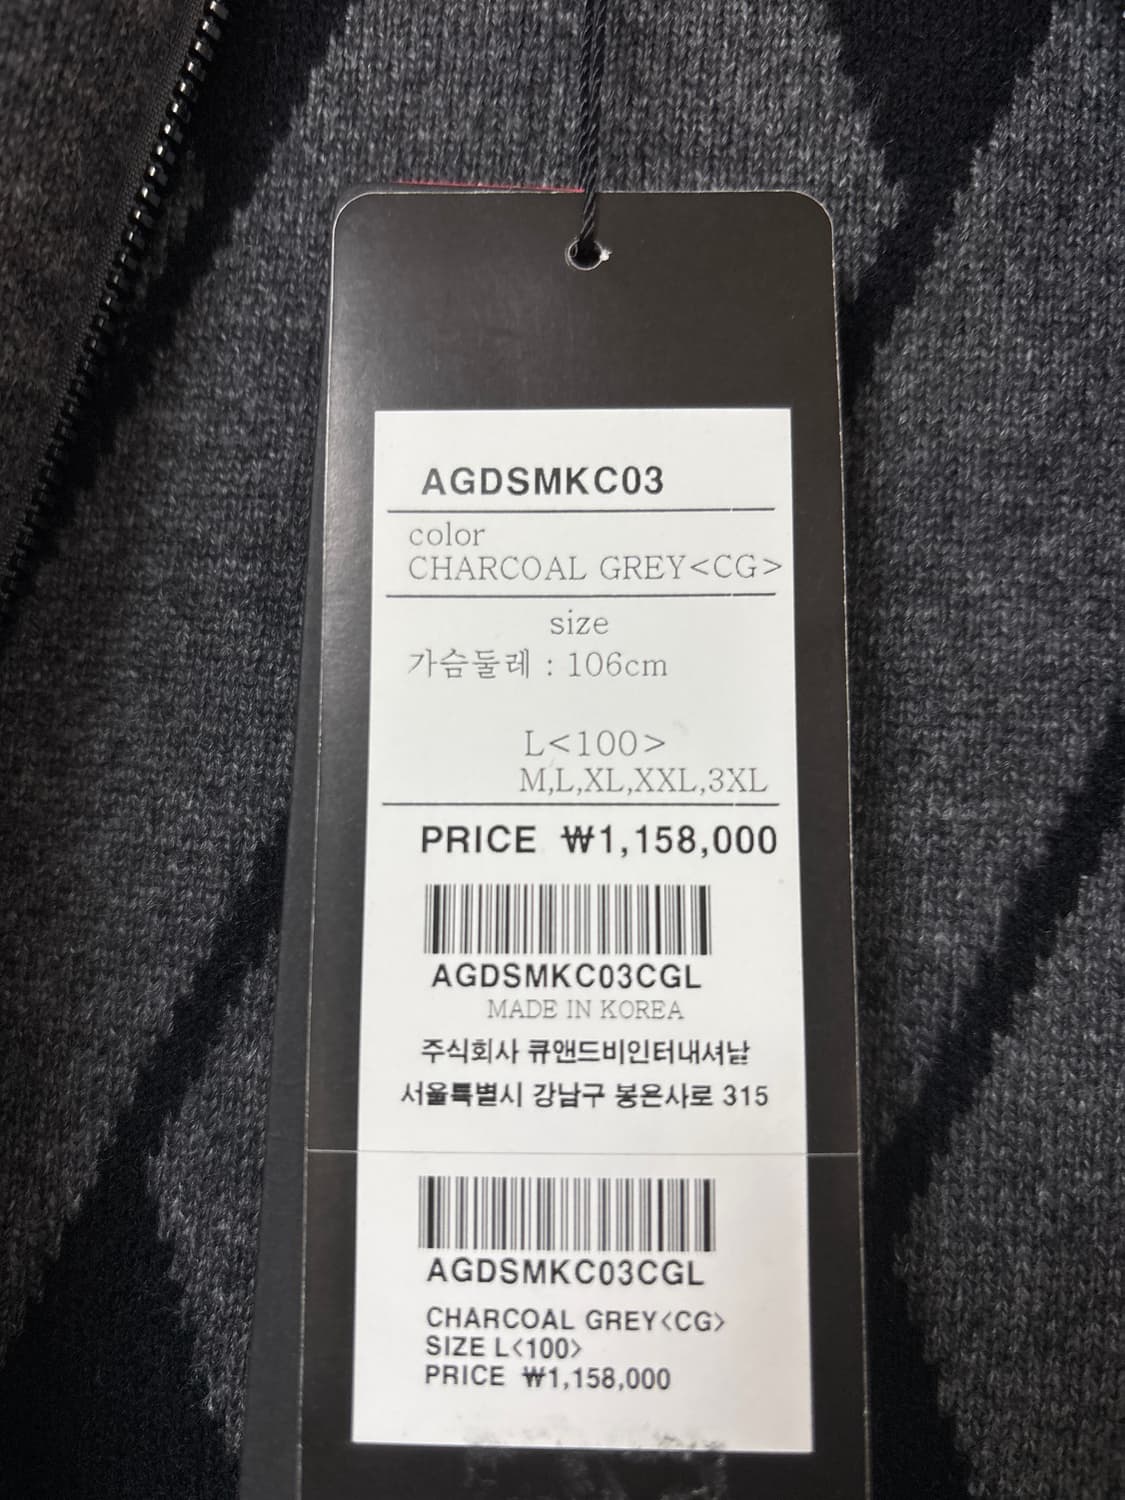 AGDSMKC03
color
CHARCOAL GREY<CG>
size
가슴둘레 : 106cm
L<100>
M,L,XL,XXL,3XL
PRICE ₩1,158,000
AGDSMKC03CGL
MADE IN KOREA
주식회사 큐앤드비인터내셔날
서울특별시 강남구 봉은사로 315
AGDSMKC03CGL
CHARCOAL GREY<CG>
SIZE L<100>
PRICE ₩1,158,000